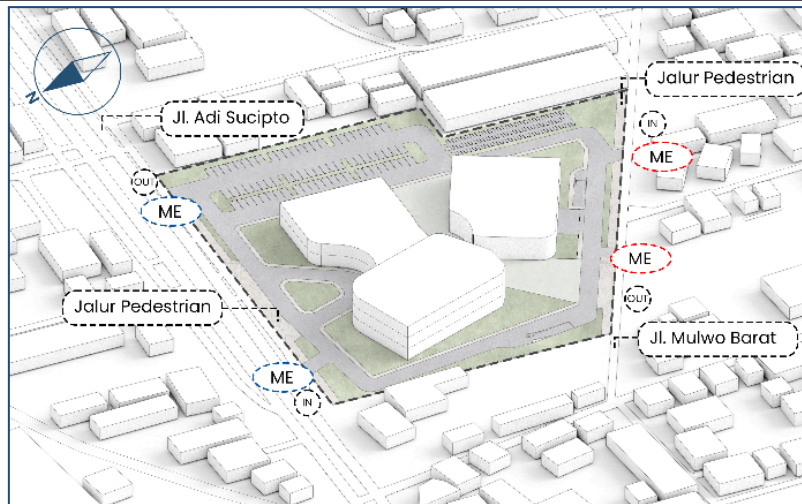 Jalur Pedestrian
Jl. Adi Sucipto
IN
ME
OUT
ME
ME
OUT
Jalur Pedestrian
Jl. Mulwo Barat
ME
IN
N